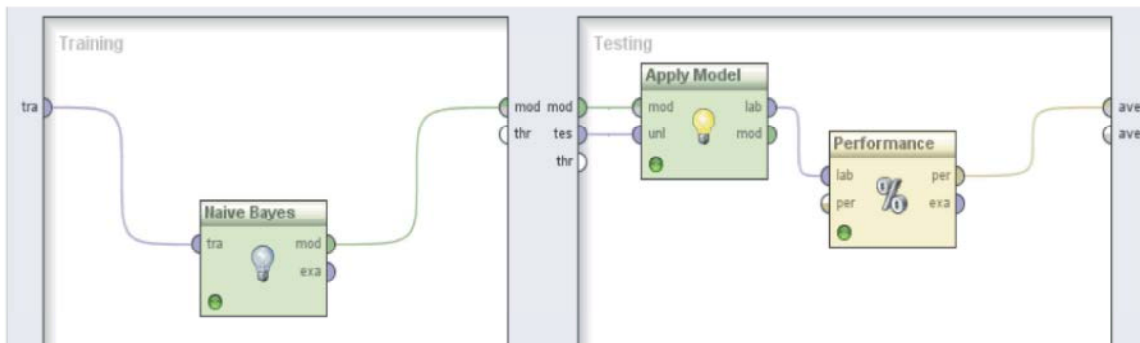 Training
tra
Naive Bayes
tra mod
exa
mod
thr
Testing
mod
tes
thr
Apply Model
mod lab
unl mod
Performance
lab per
per exa
%
ave
ave